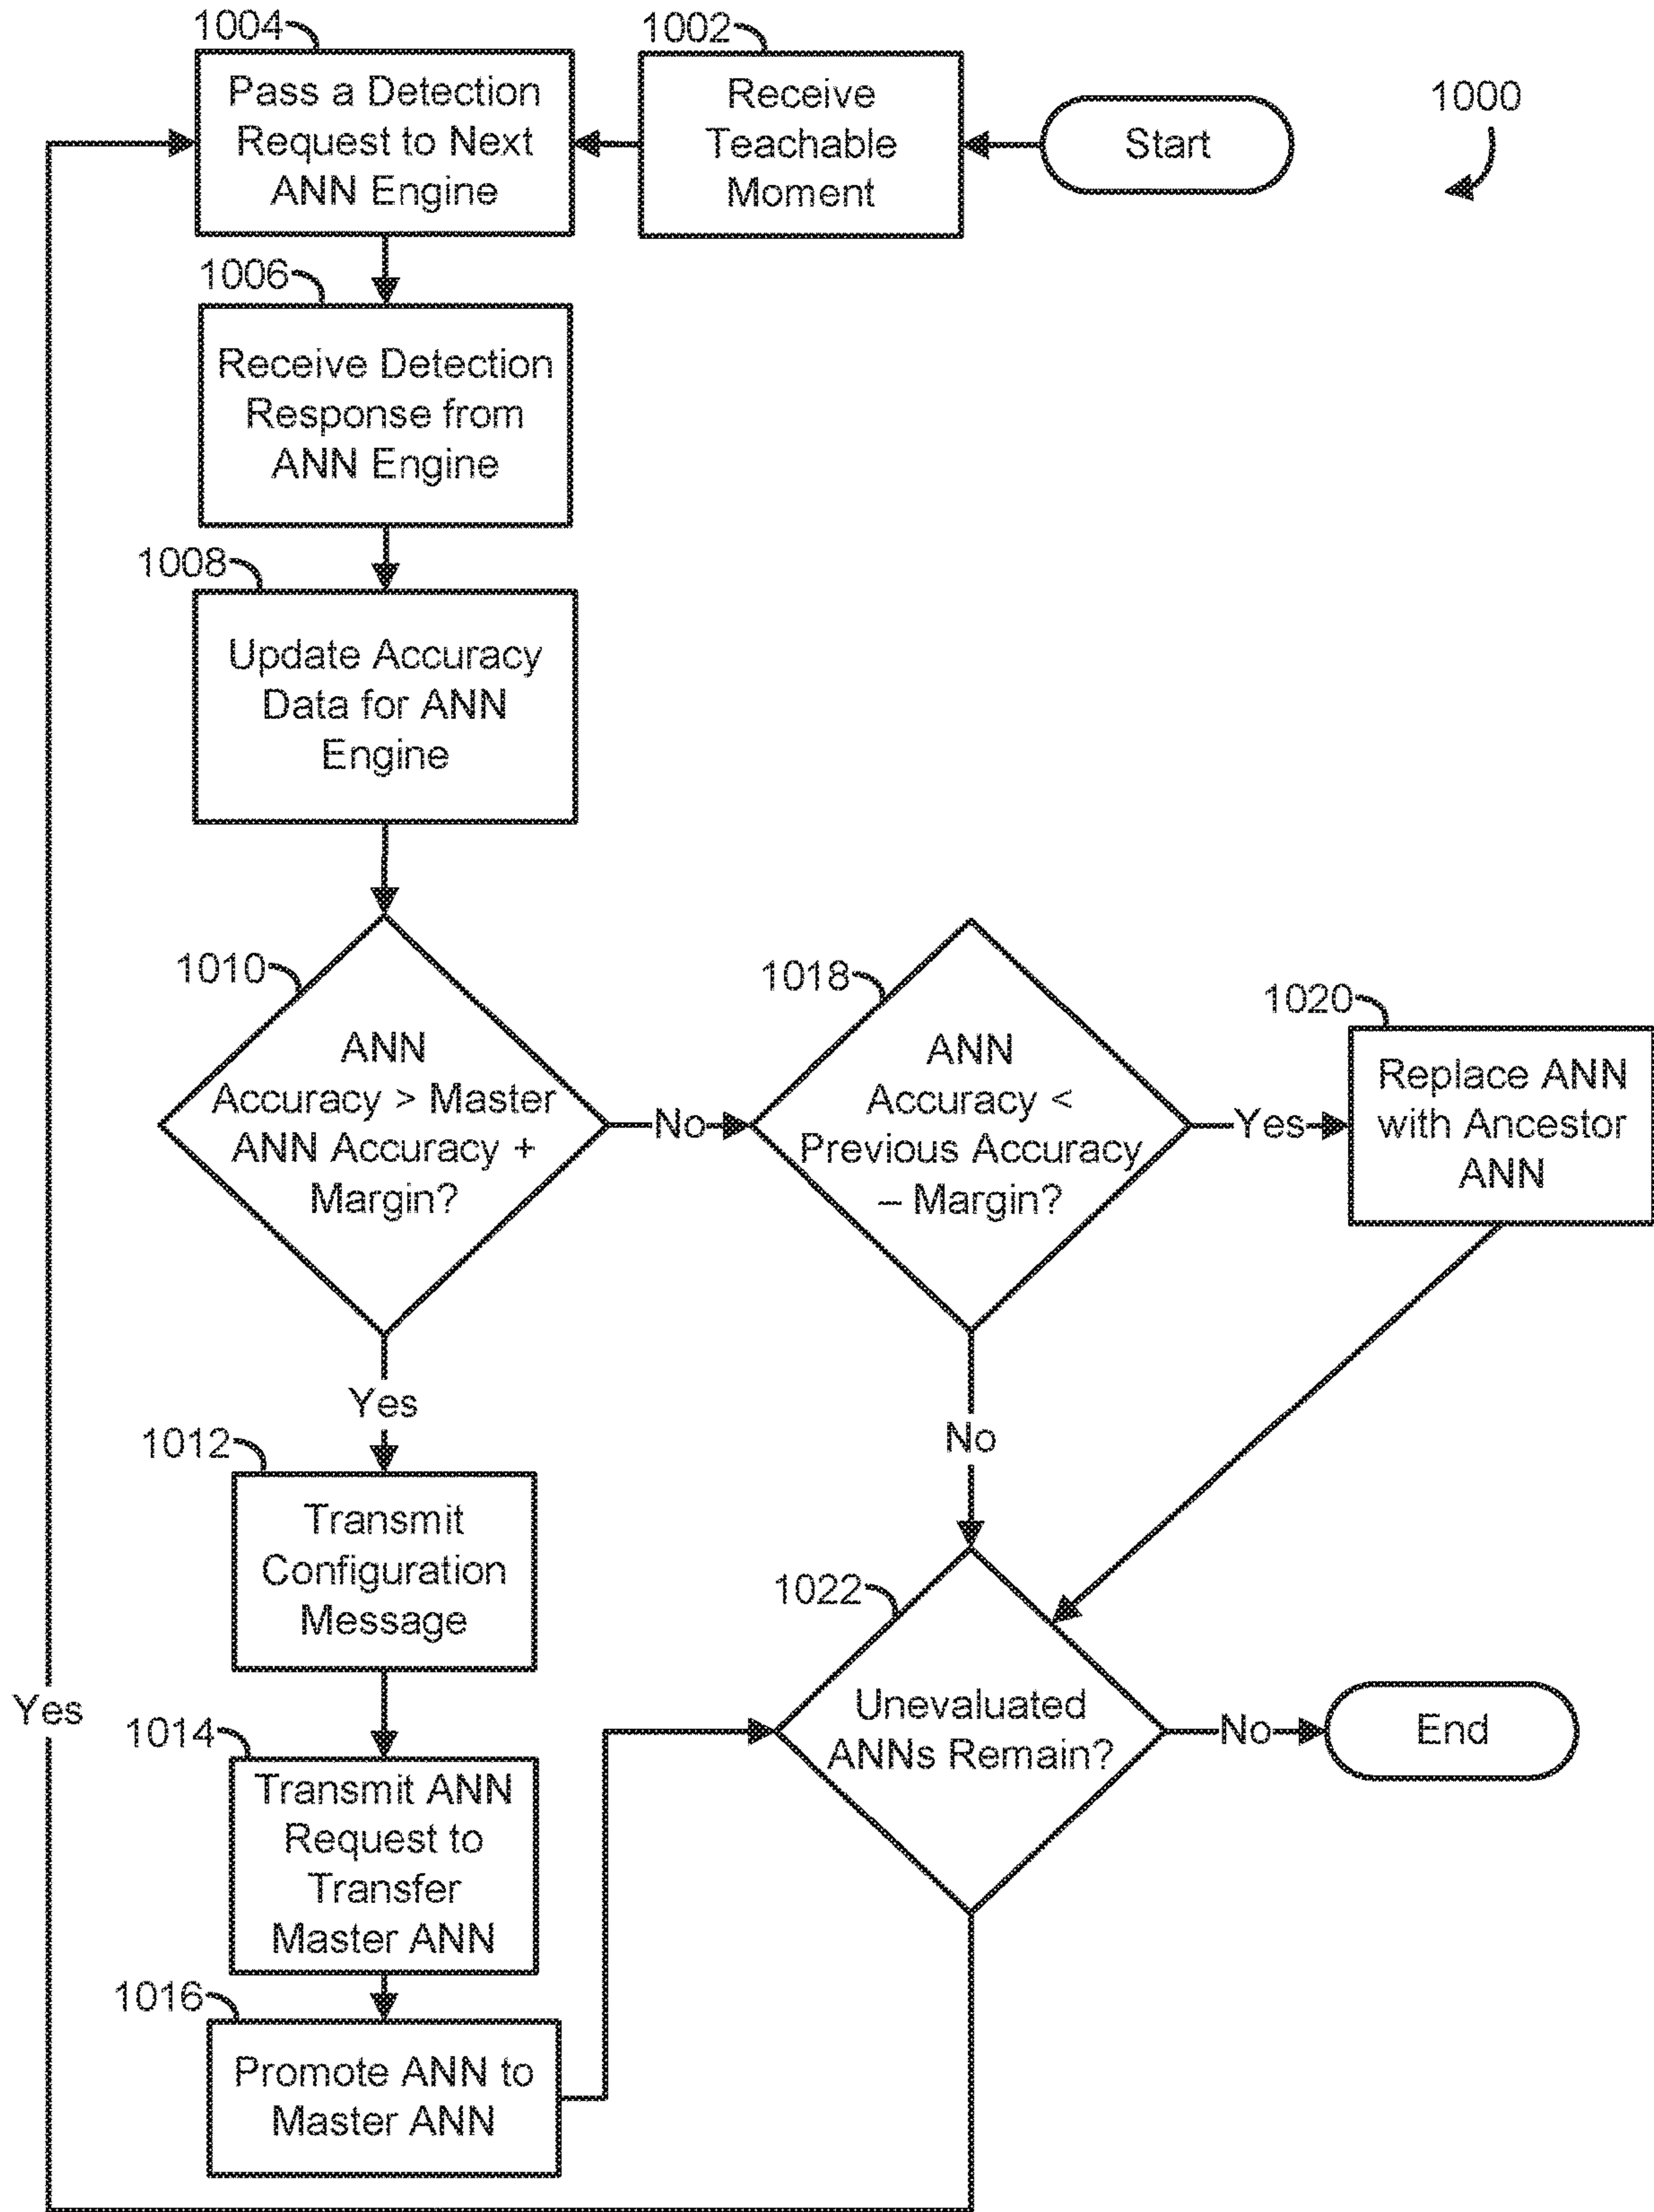 1000
Start
1002
Receive
Teachable
Moment
1004
Pass a Detection
Request to Next
ANN Engine
1006
Receive Detection
Response from
ANN Engine
1008
Update Accuracy
Data for ANN
Engine
1010
ANN
Accuracy > Master
ANN Accuracy +
Margin?
No
Yes
1012
Transmit
Configuration
Message
1014
Transmit ANN
Request to
Transfer
Master ANN
1016
Promote ANN to
Master ANN
1018
ANN
Accuracy <
Previous Accuracy
– Margin?
Yes
No
1020
Replace ANN
with Ancestor
ANN
1022
Unevaluated
ANNs Remain?
No
End
Yes